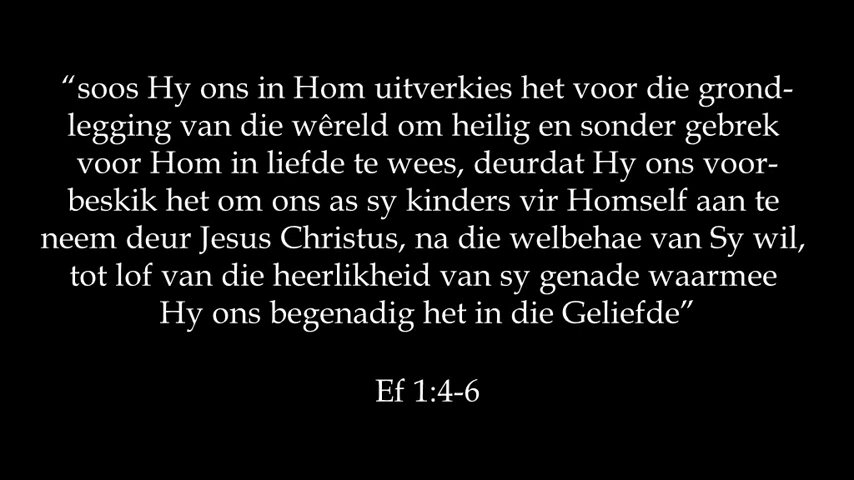 “soos Hy ons in Hom uitverkies het voor die grond-
legging van die wêreld om heilig en sonder gebrek
voor Hom in liefde te wees, deurdat Hy ons voor-
beskik het om ons as sy kinders vir Homself aan te
neem deur Jesus Christus, na die welbehae van Sy wil,
tot lof van die heerlikheid van sy genade waarmee
Hy ons begenadig het in die Geliefde”
Ef 1:4-6